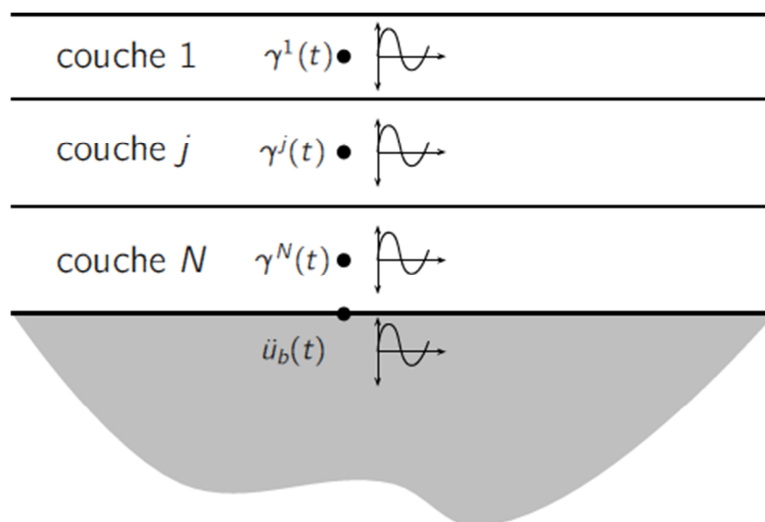 couche 1 γ¹(t)
couche j γʲ(t)
couche N γᴺ(t)
ü_b(t)